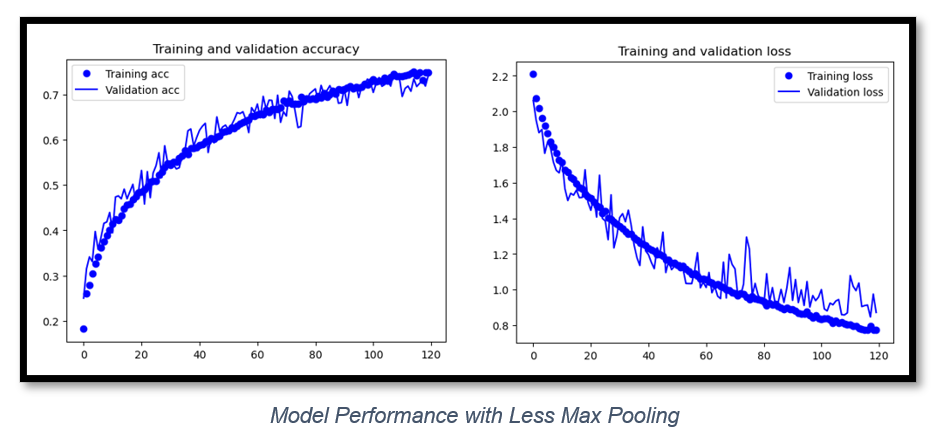 Training and validation accuracy
Training acc
Validation acc
0.7
0.6
0.5
0.4
0.3
0.2
0 20 40 60 80 100 120
Training and validation loss
Training loss
Validation loss
2.2
2.0
1.8
1.6
1.4
1.2
1.0
0.8
0 20 40 60 80 100 120
Model Performance with Less Max Pooling